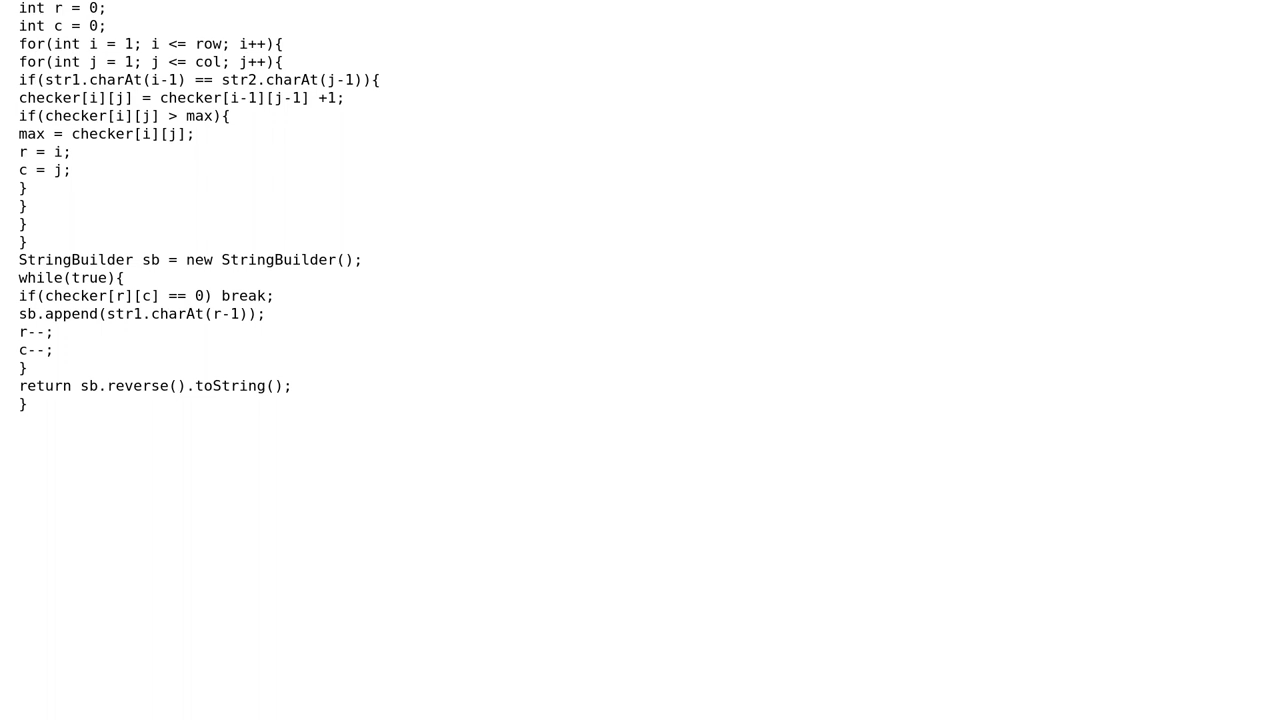 int r = 0;
int c = 0;
for(int i = 1; i <= row; i++){
for(int j = 1; j <= col; j++){
if(str1.charAt(i-1) == str2.charAt(j-1)){
checker[i][j] = checker[i-1][j-1] +1;
if(checker[i][j] > max){
max = checker[i][j];
r = i;
c = j;
}
}
}
}
StringBuilder sb = new StringBuilder();
while(true){
if(checker[r][c] == 0) break;
sb.append(str1.charAt(r-1));
r--;
c--;
}
return sb.reverse().toString();
}